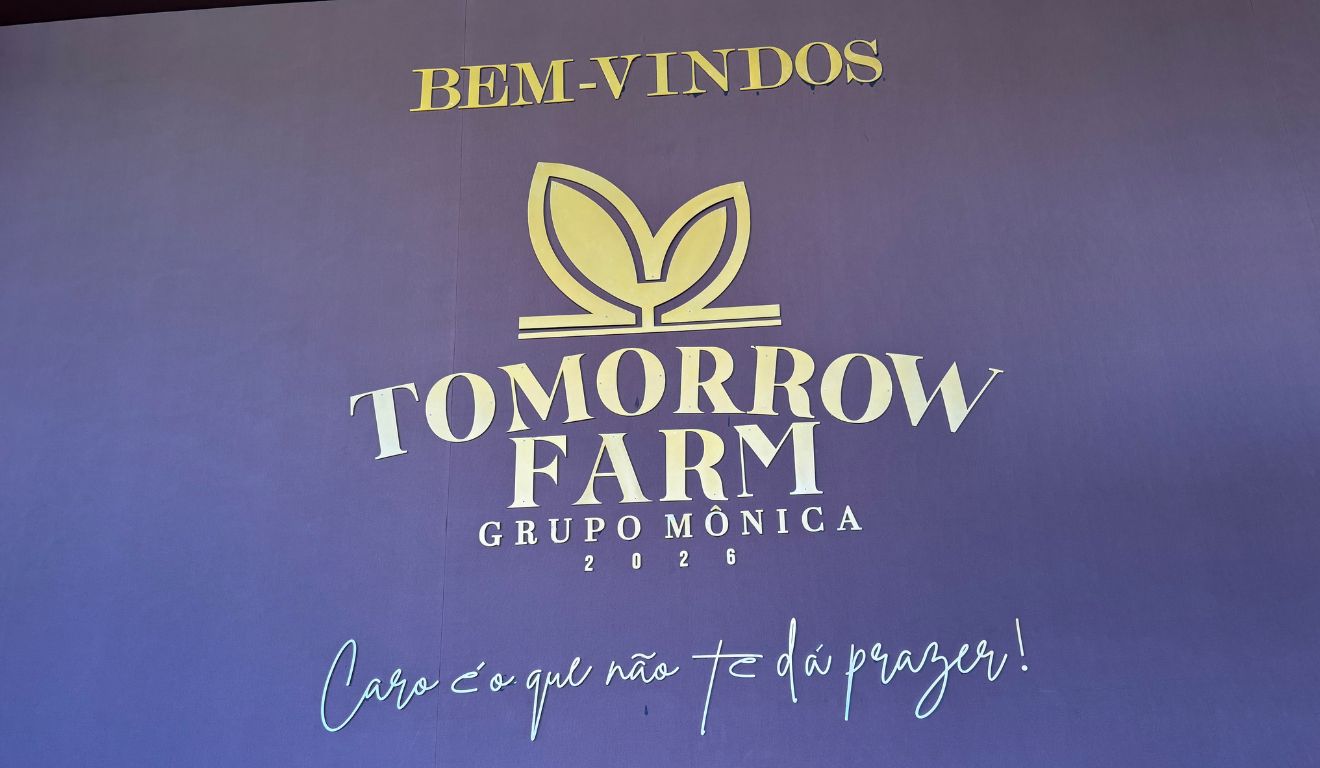 BEM-VINDOS
TOMORROW
FARM
GRUPO MÔNICA
2026
Caro é o que não te dá prazer!